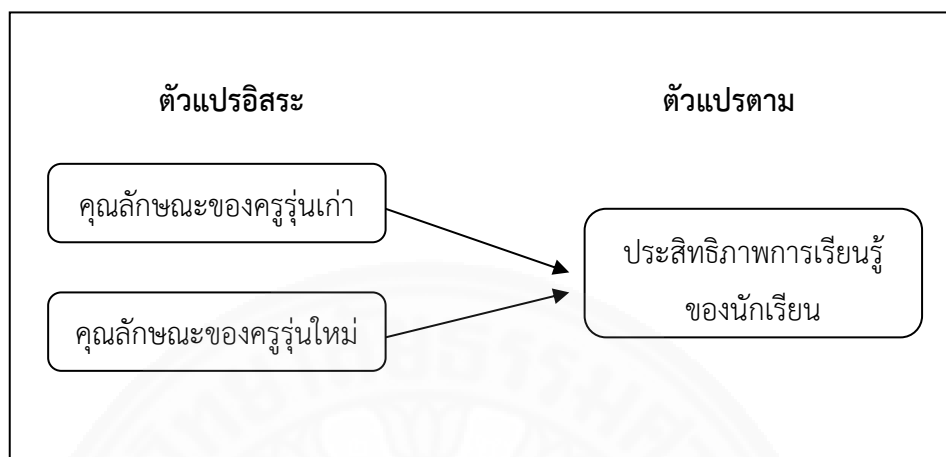 ตัวแปรอิสระ
ตัวแปรตาม
คุณลักษณะของครูรุ่นเก่า
ประสิทธิภาพการเรียนรู้
ของนักเรียน
คุณลักษณะของครูรุ่นใหม่